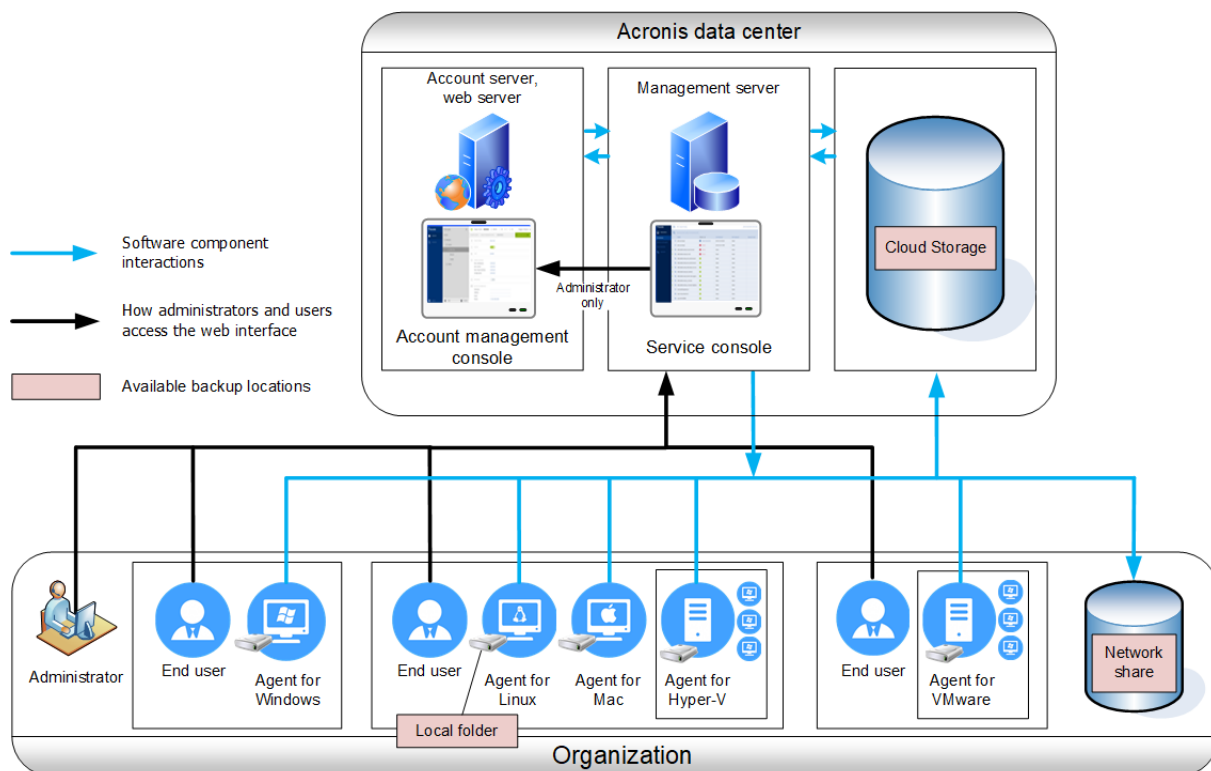 Acronis data center
Account server,
web server
Management server
Cloud Storage
Administrator
only
Account management
console
Service console
Software component
interactions
How administrators and users
access the web interface
Available backup locations
Administrator
End user
Agent for
Windows
End user
Agent for
Linux
Agent for
Mac
Agent for
Hyper-V
End user
Agent for
VMware
Network
share
Local folder
Organization